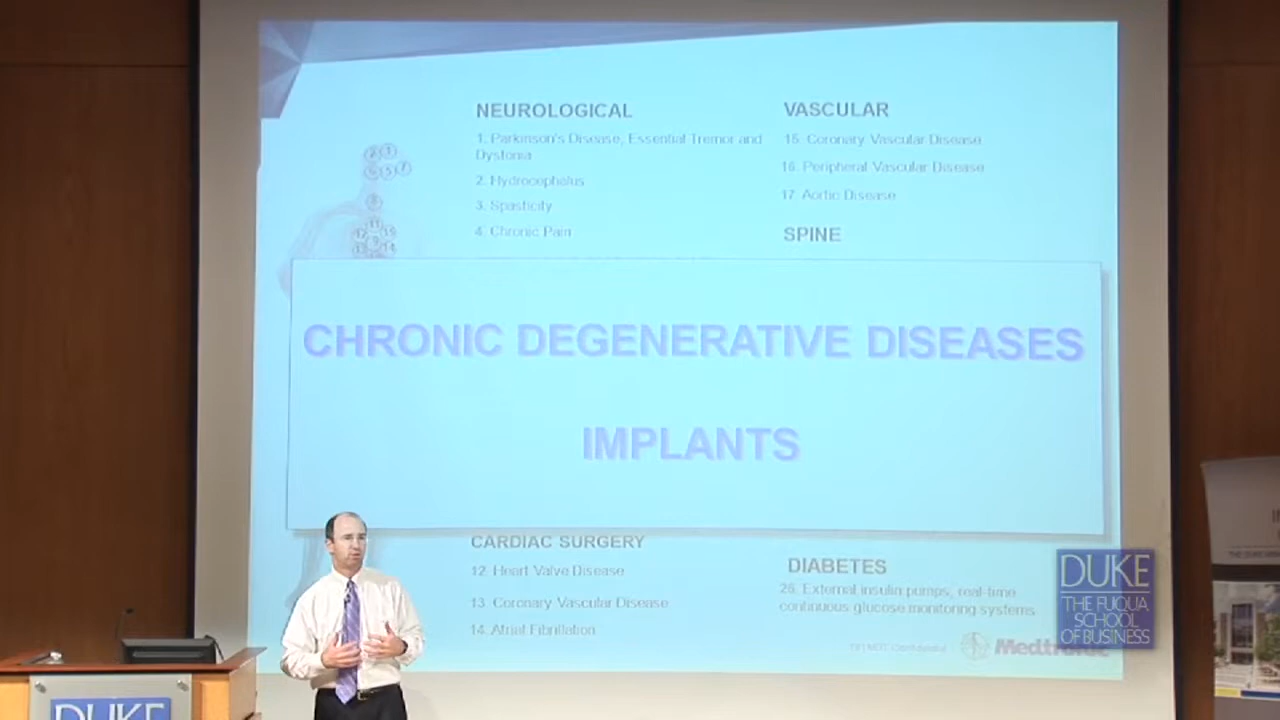 NEUROLOGICAL
1. Parkinson's Disease, Essential Tremor and
Dystonia
2. Hydrocephalus
3. Spasticity
4. Chronic Pain
VASCULAR
15. Coronary Vascular Disease
16. Peripheral Vascular Disease
17. Aortic Disease
SPINE
CHRONIC DEGENERATIVE DISEASES
IMPLANTS
CARDIAC SURGERY
12. Heart Valve Disease
13. Coronary Vascular Disease
14. Atrial Fibrillation
DIABETES
26. External insulin pumps, real-time
continuous glucose monitoring systems
Medtronic
DUKE
THE FUQUA
SCHOOL
OF BUSINESS
DUKE